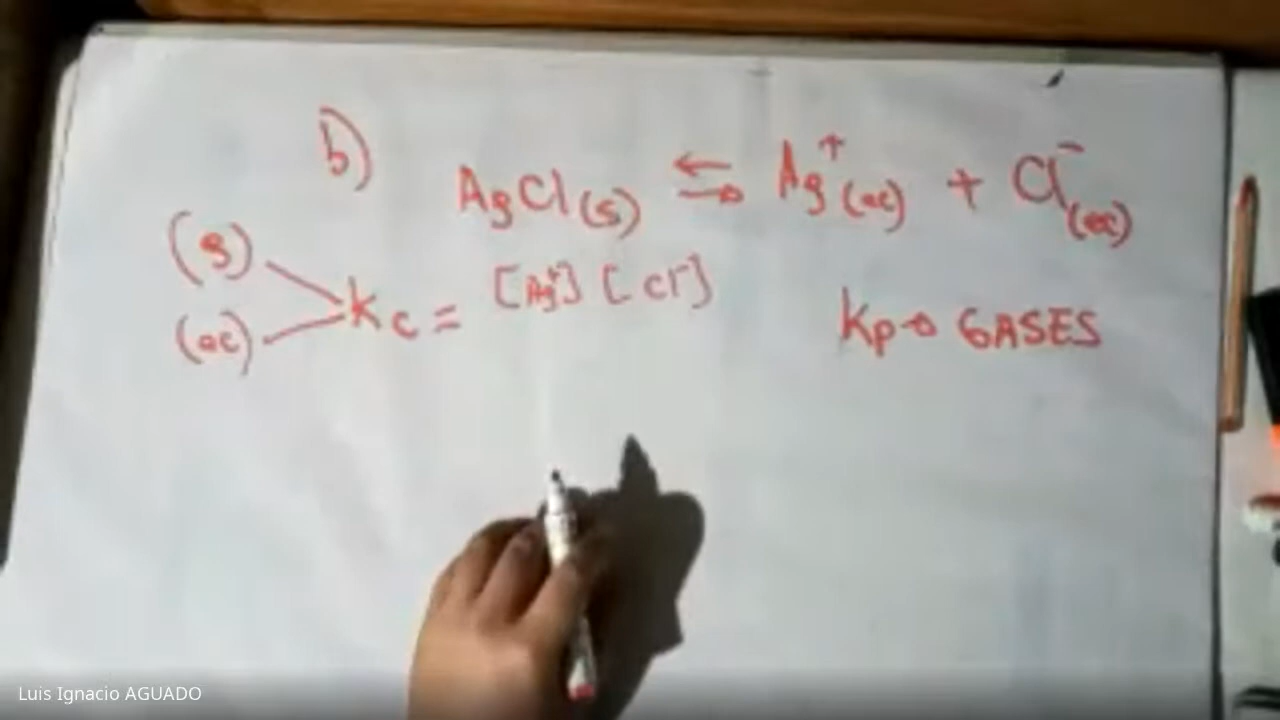 b) AgCl(s) ⇆ Ag⁺(ac) + Cl⁻(ac)
(s)
(ac)
Kc = [Ag⁺] [Cl⁻]
Kp→ GASES
Luis Ignacio AGUADO